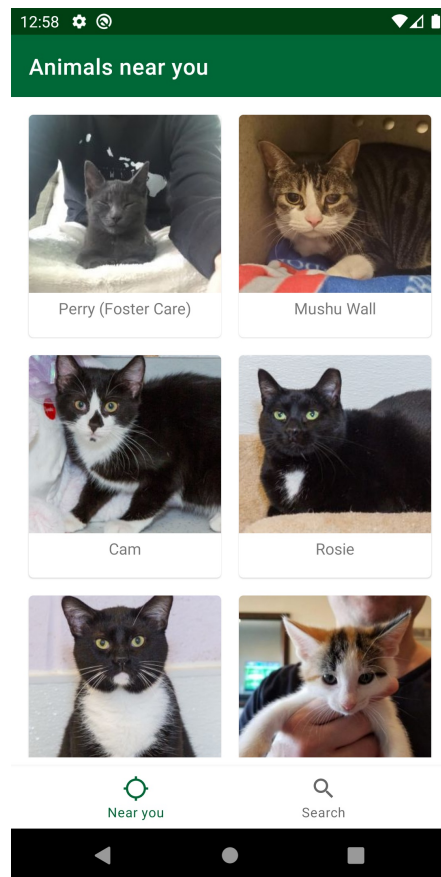 12:58
Animals near you
Perry (Foster Care)
Mushu Wall
Cam
Rosie
Near you
Search